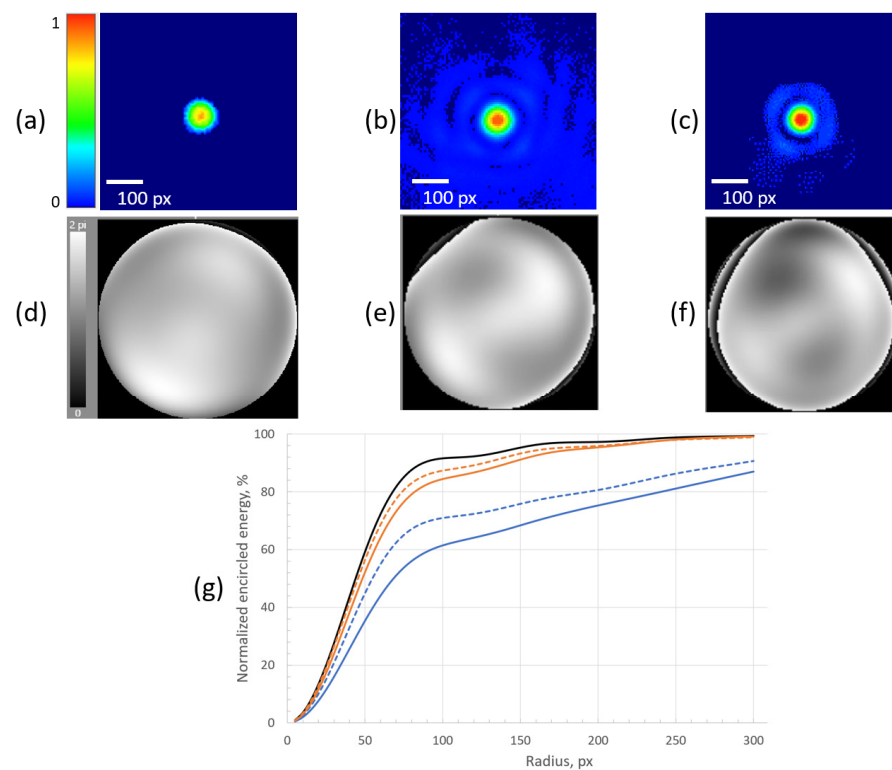 1
0
(a)
100 px
(b)
100 px
(c)
100 px
2 pi
0
(d)
(e)
(f)
(g)
Normalized encircled energy, %
100
80
60
40
20
0
0 50 100 150 200 250 300
Radius, px